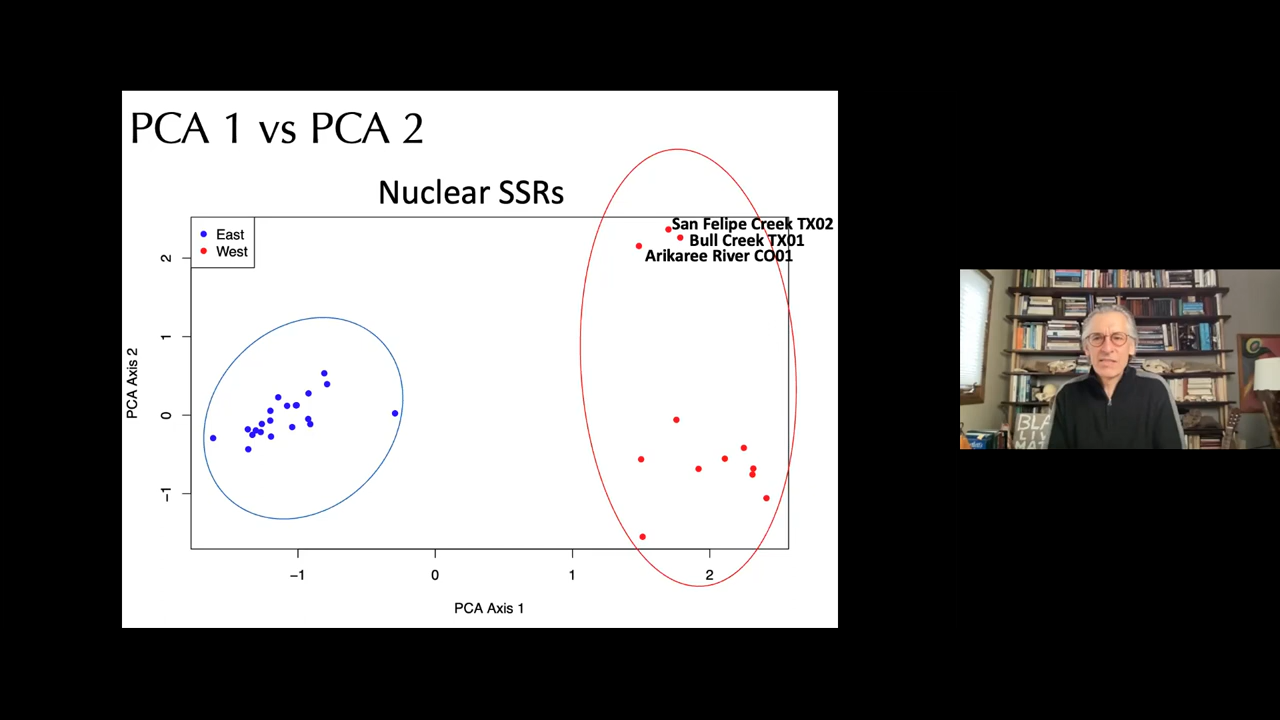 PCA 1 vs PCA 2
Nuclear SSRs
East
West
San Felipe Creek TX02
Bull Creek TX01
Arikaree River CO01
2
1
0
−1
PCA Axis 2
−1
0
1
2
PCA Axis 1